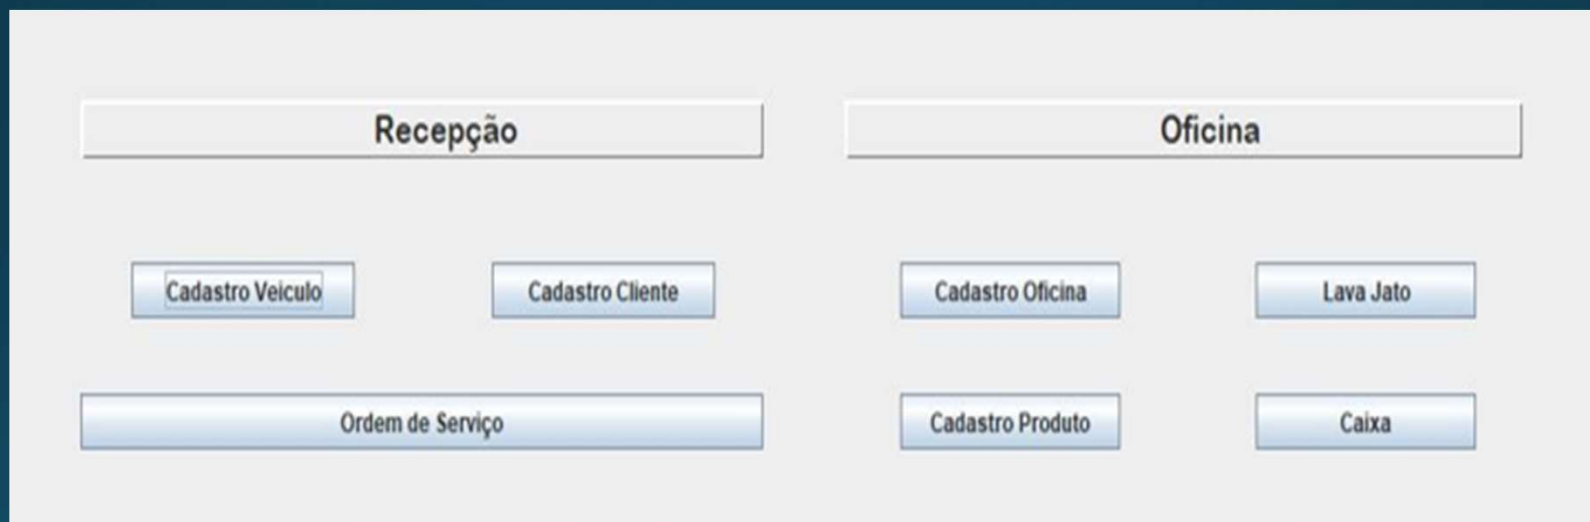 Recepção
Oficina
Cadastro Veiculo
Cadastro Cliente
Cadastro Oficina
Lava Jato
Ordem de Serviço
Cadastro Produto
Caixa